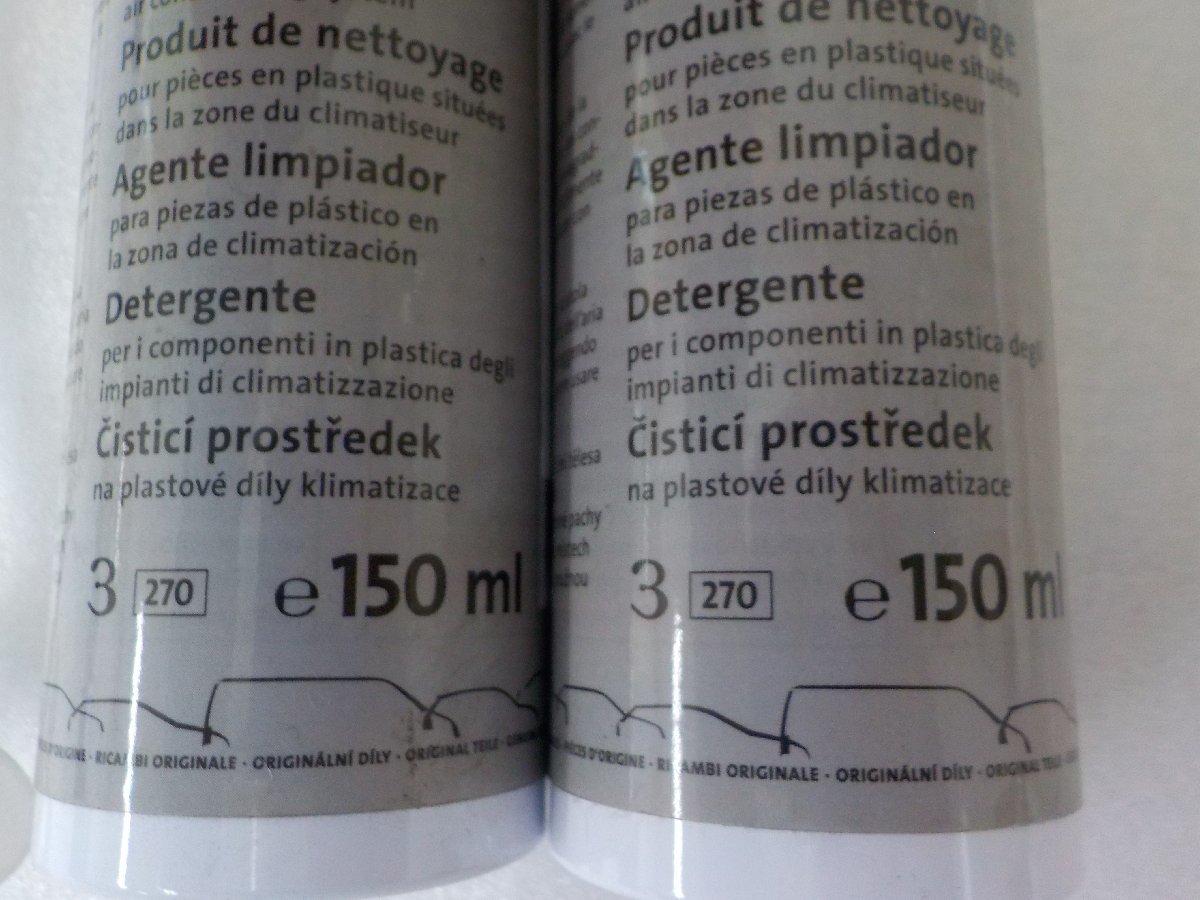 Produit de nettoyage
pour pièces en plastique situées
dans la zone du climatiseur
Agente limpiador
para piezas de plástico en
la zona de climatización
Detergente
per i componenti in plastica degli
impianti di climatizzazione
Čisticí prostředek
na plastové díly klimatizace
3 270 e 150 ml
D'ORIGINE · RICAMBI ORIGINALE · ORIGINÁLNÍ DÍLY · ORIGINAL TEILE
Produit de nettoyage
pour pièces en plastique situées
dans la zone du climatiseur
Agente limpiador
para piezas de plástico en
la zona de climatización
Detergente
per i componenti in plastica degli
impianti di climatizzazione
Čisticí prostředek
na plastové díly klimatizace
3 270 e 150 ml
PIÈCES D'ORIGINE · RICAMBI ORIGINALE · ORIGINÁLNÍ DÍLY · ORIGINAL TEILE